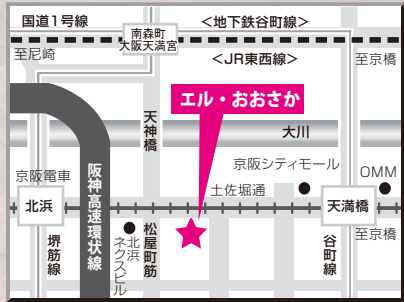 国道1号線
＜地下鉄谷町線＞
南森町
大阪天満宮
至尼崎
＜JR東西線＞
至京橋
エル・おおさか
天神橋
大川
京阪シティモール
OMM
京阪電車
土佐堀通
北浜
阪神高速環状線
天満橋
堺筋線
北浜
ネクスビル
松屋町筋
谷町線
至京橋